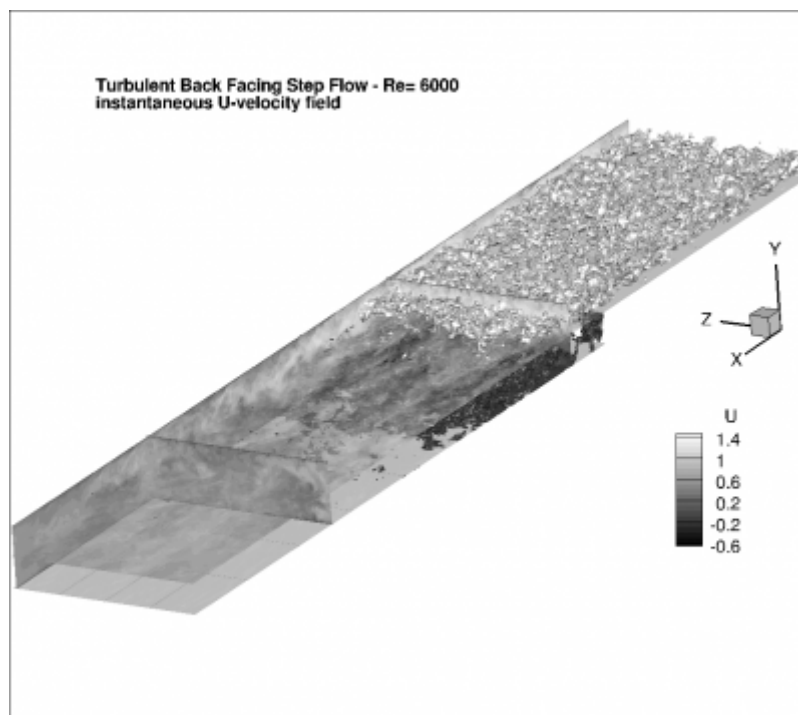 Turbulent Back Facing Step Flow - Re= 6000
instantaneous U-velocity field
Y
Z
X
U
1.4
1
0.6
0.2
-0.2
-0.6